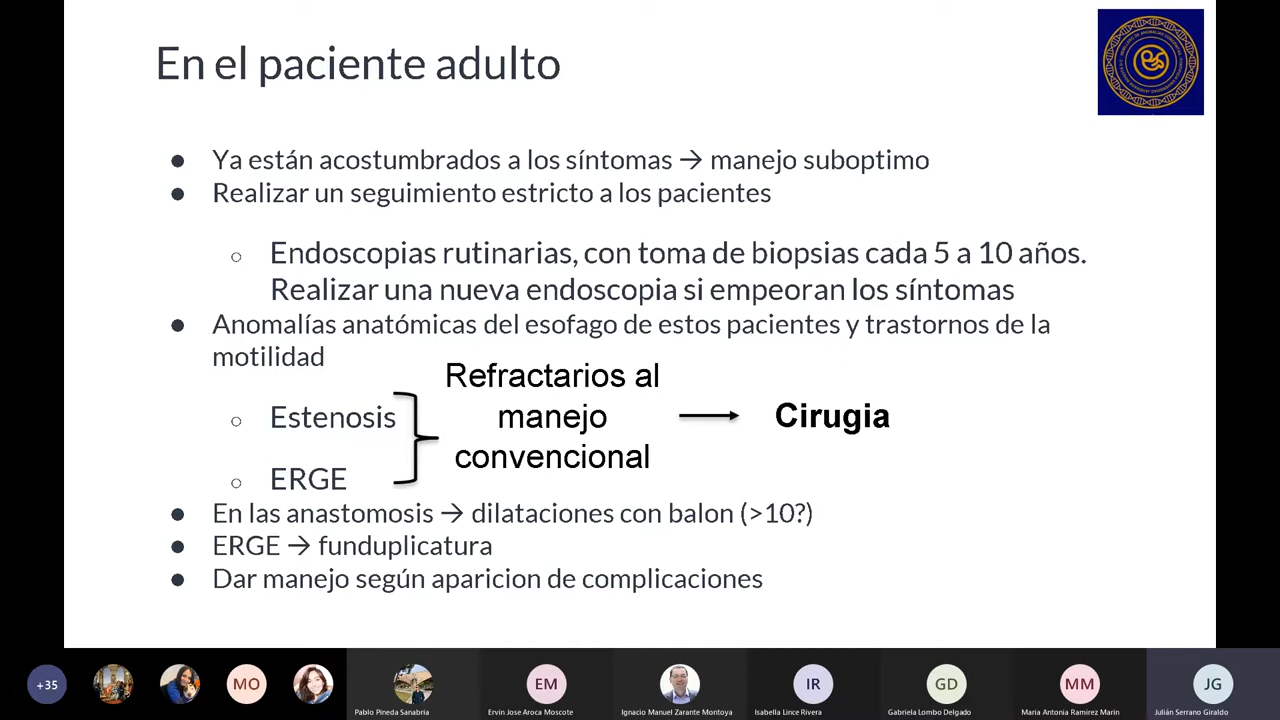 En el paciente adulto
● Ya están acostumbrados a los síntomas → manejo suboptimo
● Realizar un seguimiento estricto a los pacientes
○ Endoscopias rutinarias, con toma de biopsias cada 5 a 10 años.
Realizar una nueva endoscopia si empeoran los síntomas
● Anomalías anatómicas del esofago de estos pacientes y trastornos de la
motilidad
○ Estenosis
○ ERGE
Refractarios al
manejo
convencional
→ Cirugia
● En las anastomosis → dilataciones con balon (>10?)
● ERGE → funduplicatura
● Dar manejo según aparicion de complicaciones
+35
MO
EM
IR
GD
MM
JG
Pablo Pineda Sanabria
Ervin Jose Aroca Moscote
Ignacio Manuel Zarante Montoya
Isabella Lince Rivera
Gabriela Lombo Delgado
Maria Antonia Ramirez Marin
Julián Serrano Giraldo